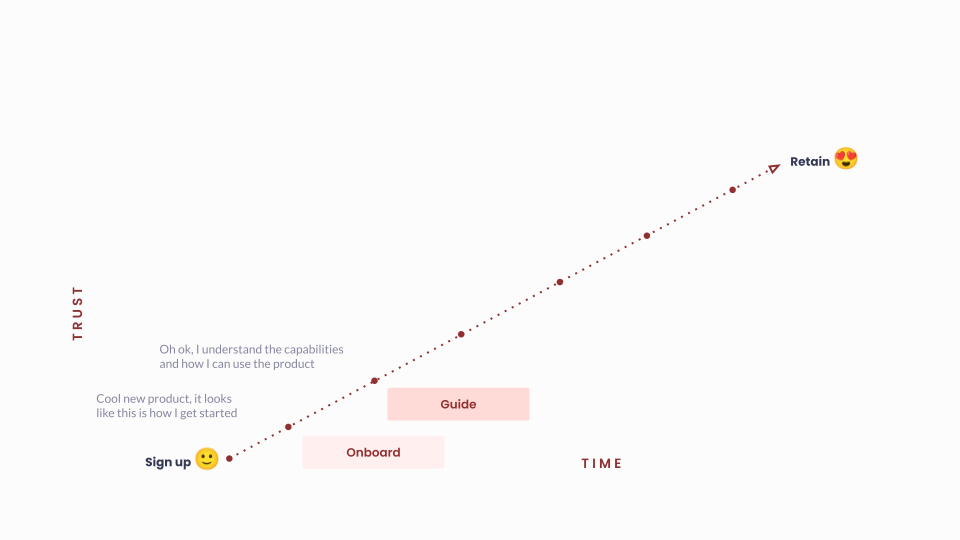 Retain
TRUST
Oh ok, I understand the capabilities
and how I can use the product
Cool new product, it looks
like this is how I get started
Guide
Onboard
Sign up
TIME